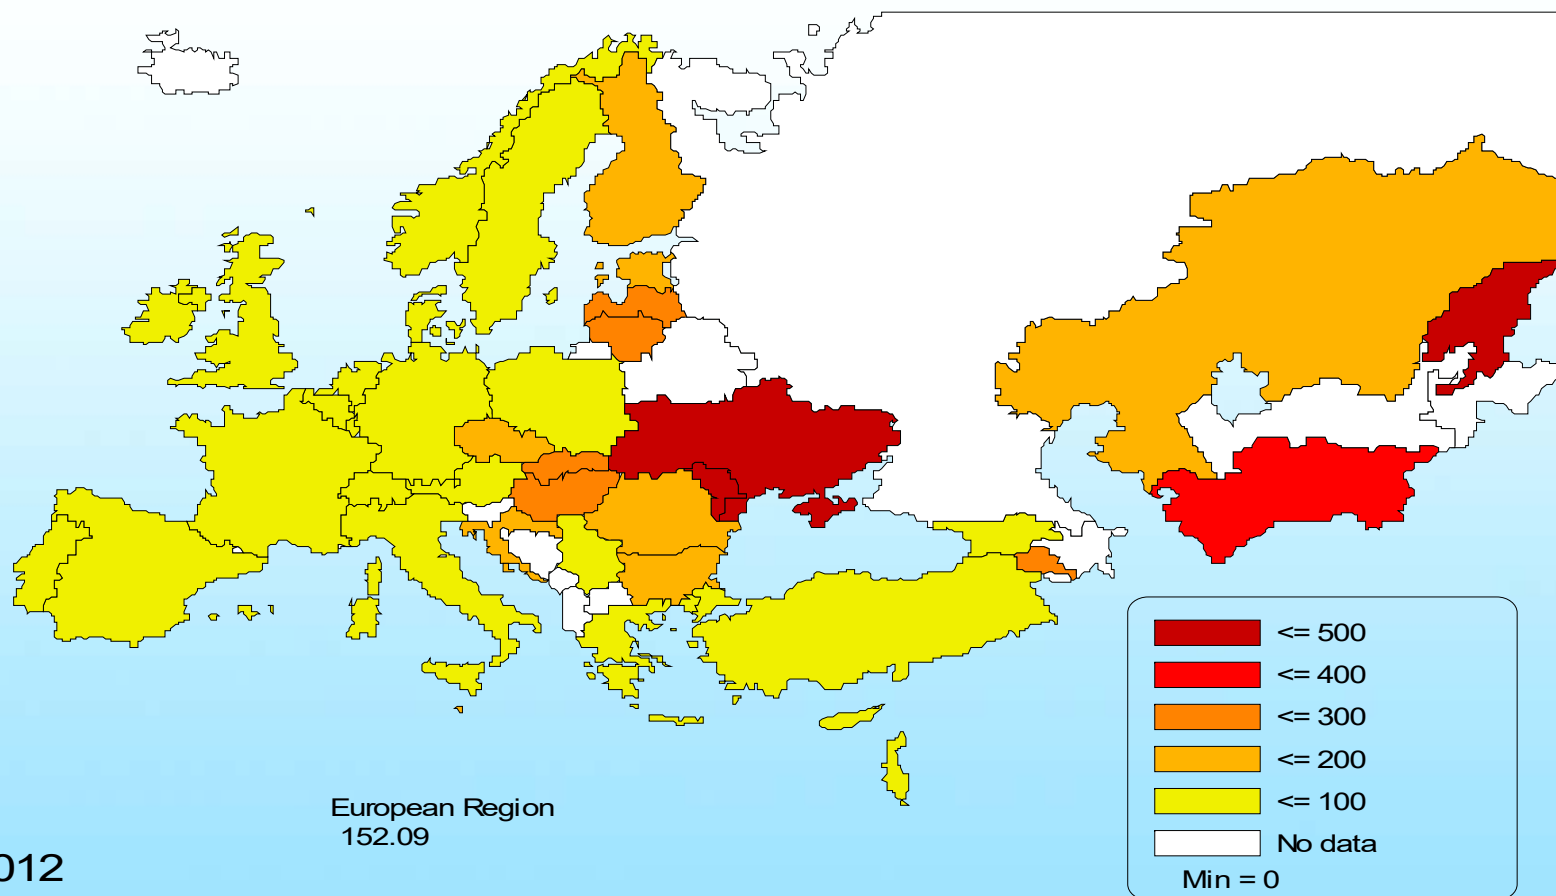 <= 500
<= 400
<= 300
<= 200
<= 100
No data
Min = 0
European Region
152.09
012